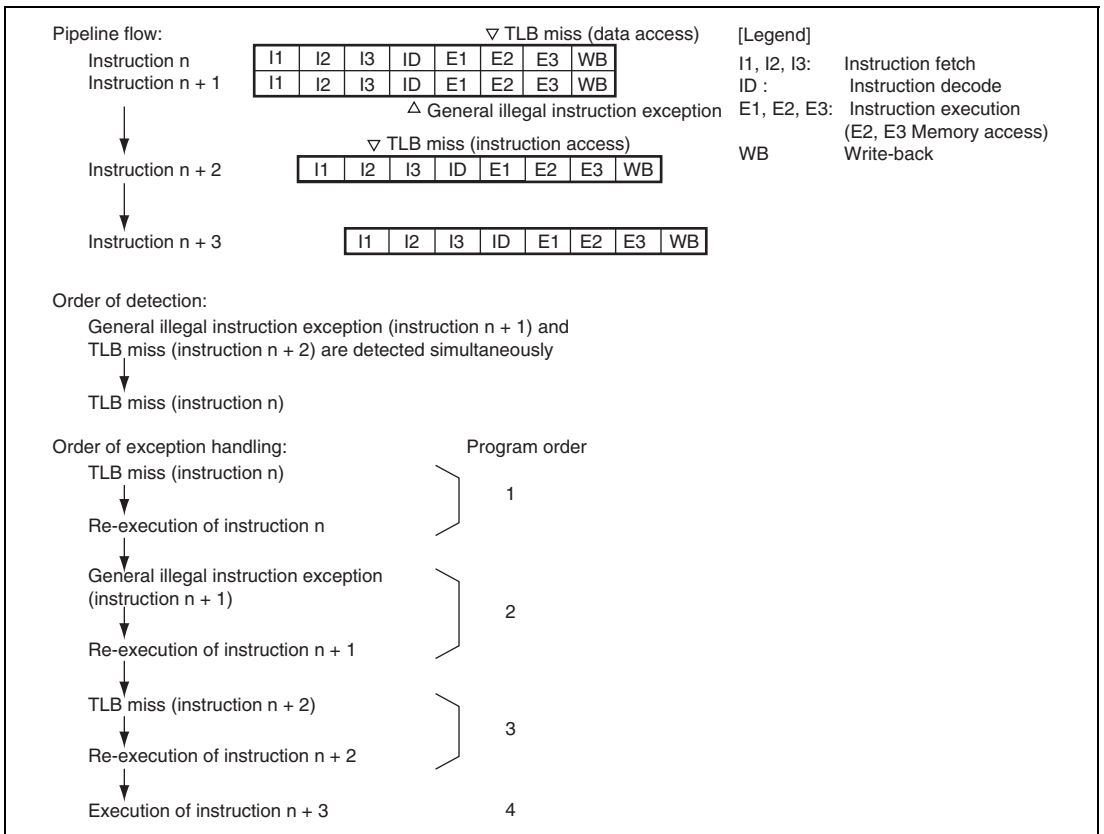 Pipeline flow:
▽ TLB miss (data access)
Instruction n I1 I2 I3 ID E1 E2 E3 WB
Instruction n + 1 I1 I2 I3 ID E1 E2 E3 WB
△ General illegal instruction exception
▽ TLB miss (instruction access)
Instruction n + 2 I1 I2 I3 ID E1 E2 E3 WB
Instruction n + 3 I1 I2 I3 ID E1 E2 E3 WB
[Legend]
I1, I2, I3: Instruction fetch
ID : Instruction decode
E1, E2, E3: Instruction execution
(E2, E3 Memory access)
WB Write-back
Order of detection:
General illegal instruction exception (instruction n + 1) and
TLB miss (instruction n + 2) are detected simultaneously
TLB miss (instruction n)
Order of exception handling: Program order
TLB miss (instruction n)
1
Re-execution of instruction n
General illegal instruction exception
(instruction n + 1)
2
Re-execution of instruction n + 1
TLB miss (instruction n + 2)
3
Re-execution of instruction n + 2
Execution of instruction n + 3 4